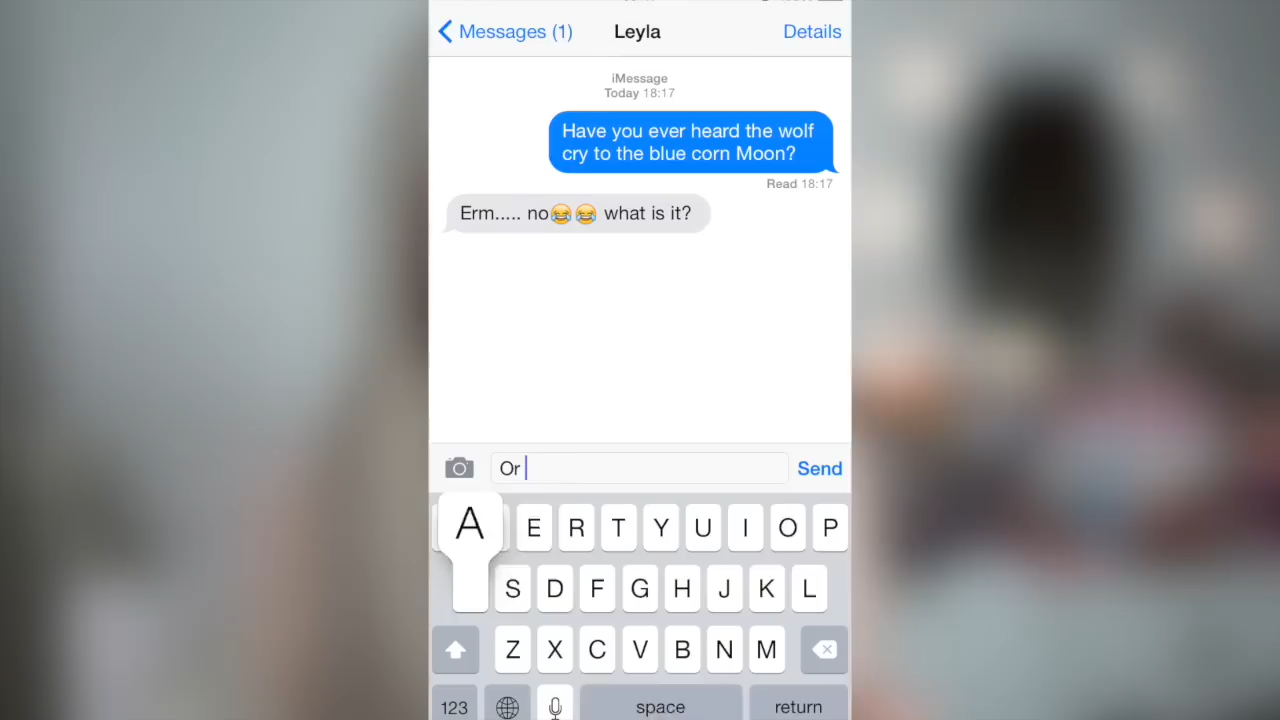 Messages (1) Leyla Details
iMessage
Today 18:17
Have you ever heard the wolf
cry to the blue corn Moon?
Read 18:17
Erm..... no😂😂 what is it?
Or
Send
A E R T Y U I O P
S D F G H J K L
Z X C V B N M
123 space return